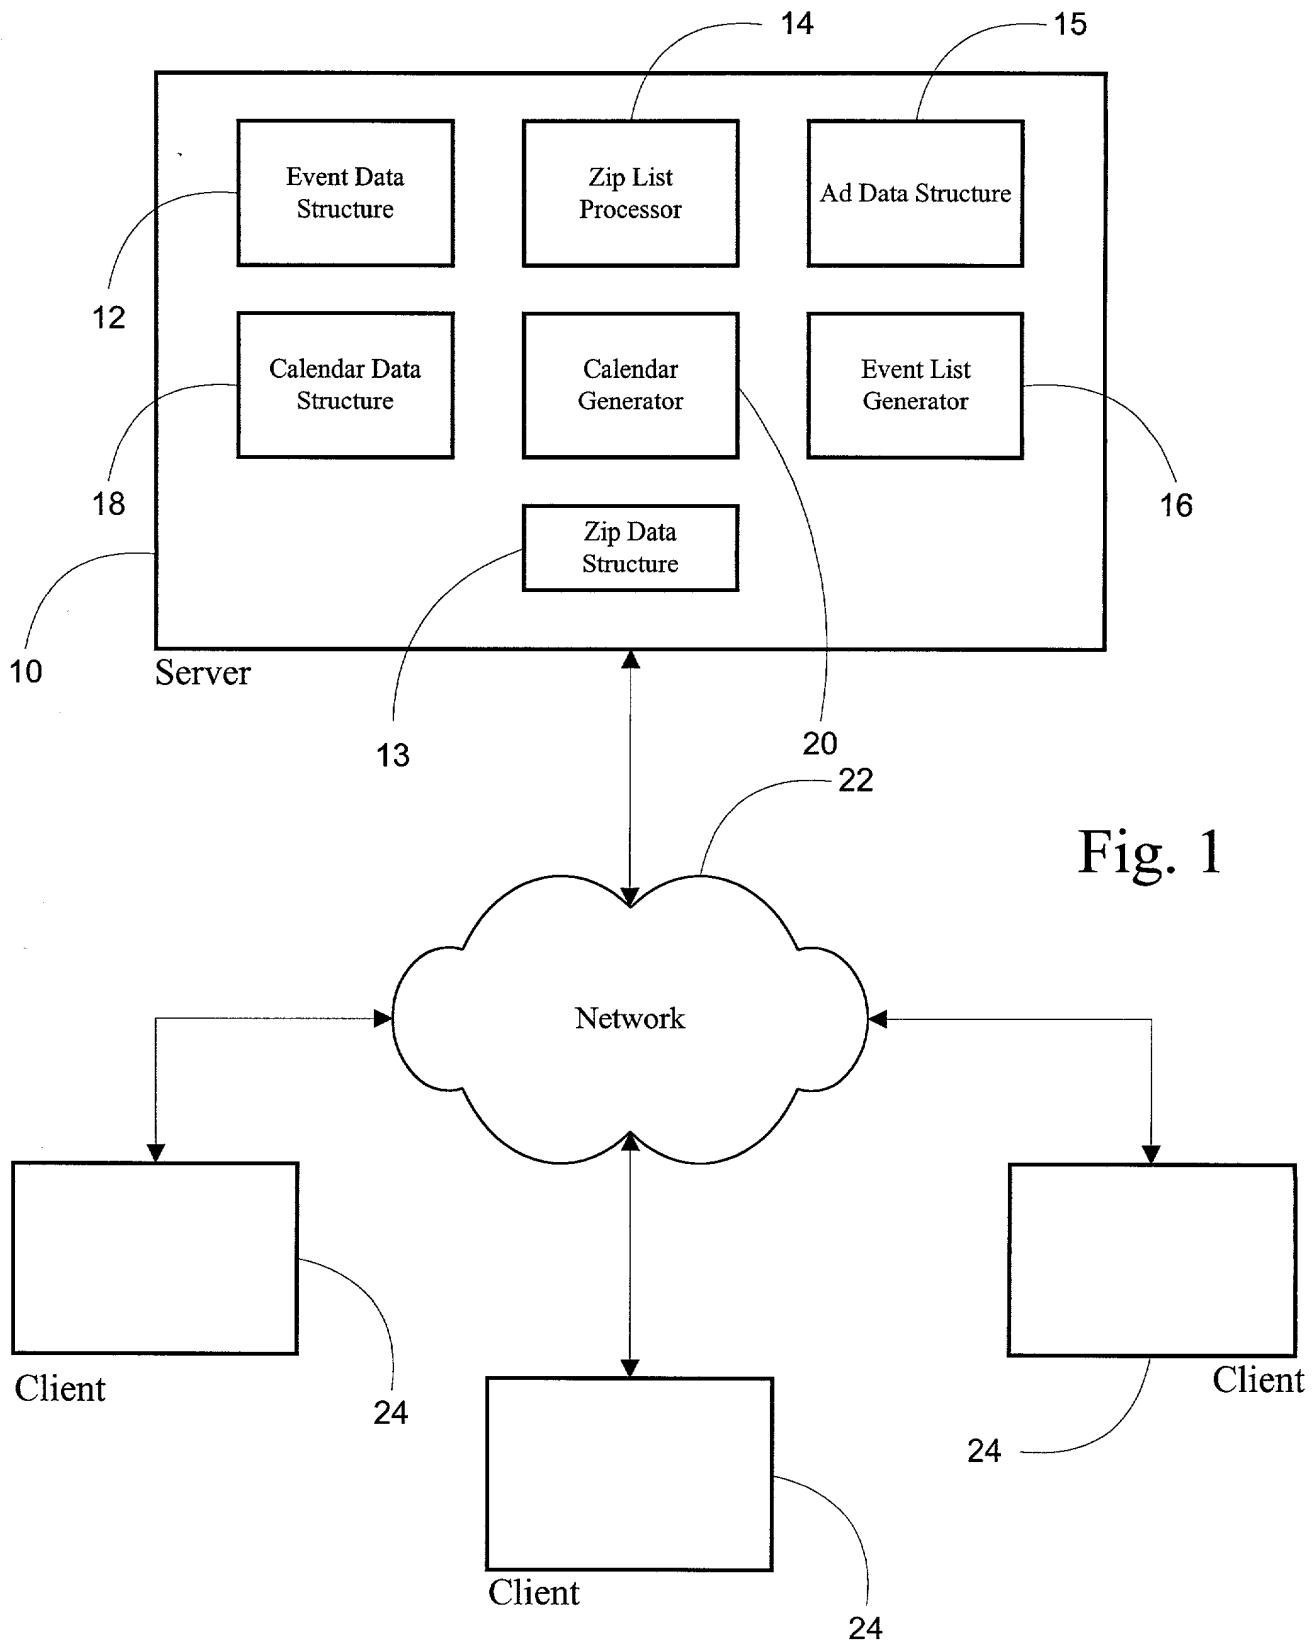 14
15
Event Data
Structure
Zip List
Processor
Ad Data Structure
12
Calendar Data
Structure
Calendar
Generator
Event List
Generator
18
16
Zip Data
Structure
10
Server
13
20
22
Fig. 1
Network
Client
24
Client
24
Client
24